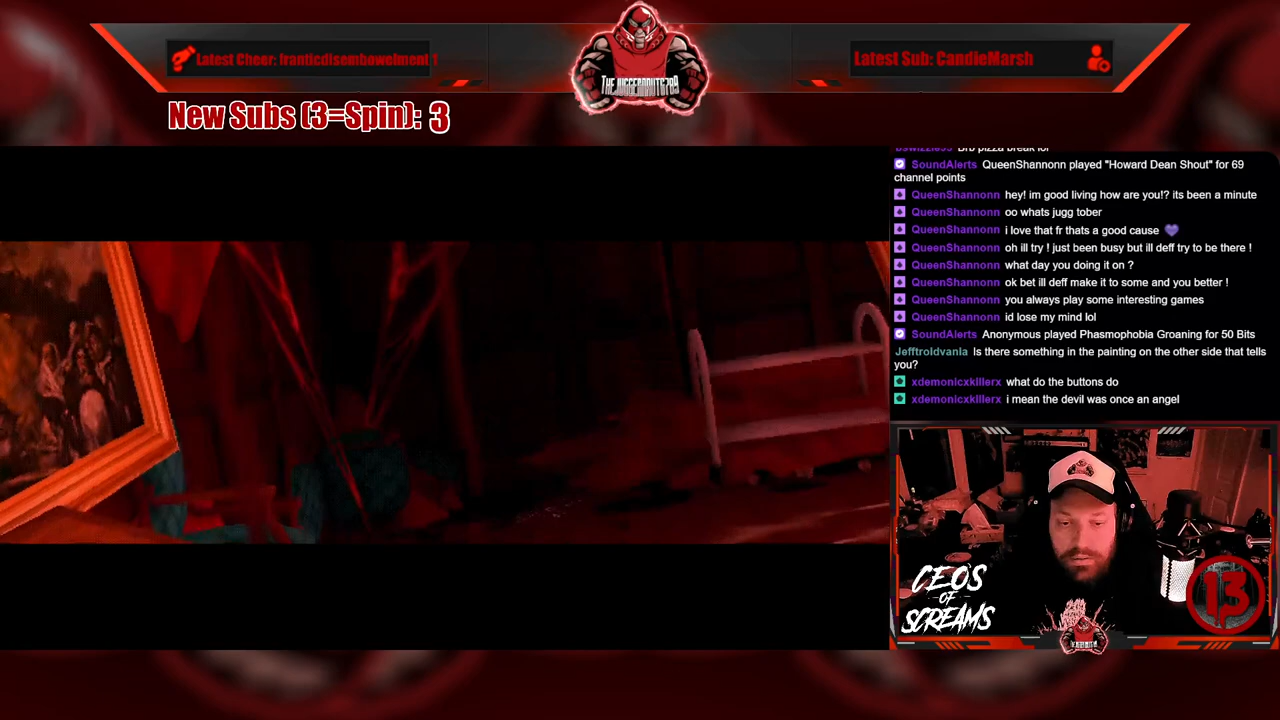 Latest Cheer: franticdisembowelment 1
THEJUGGERNAUT6789
Latest Sub: CandieMarsh
New Subs (3=Spin): 3
Brb pizza break lol
SoundAlerts QueenShannonn played "Howard Dean Shout" for 69
channel points
QueenShannonn hey! im good living how are you!? its been a minute
QueenShannonn oo whats jugg tober
QueenShannonn i love that fr thats a good cause 💜
QueenShannonn oh ill try ! just been busy but ill deff try to be there !
QueenShannonn what day you doing it on ?
QueenShannonn ok bet ill deff make it to some and you better !
QueenShannonn you always play some interesting games
QueenShannonn id lose my mind lol
SoundAlerts Anonymous played Phasmophobia Groaning for 50 Bits
Jefftroldvania Is there something in the painting on the other side that tells
you?
xdemonicxkillerx what do the buttons do
xdemonicxkillerx i mean the devil was once an angel
CEOS
OF
SCREAMS
13